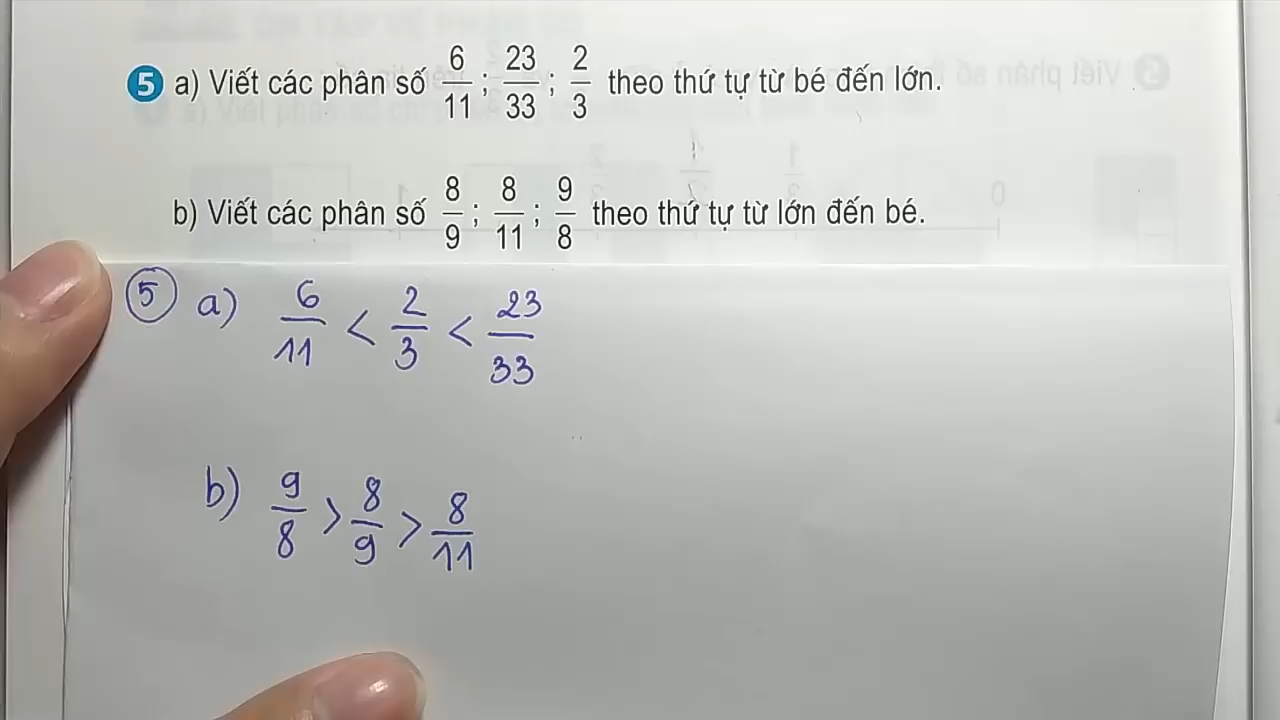 5 a) Viết các phân số 6/11 ; 23/33 ; 2/3 theo thứ tự từ bé đến lớn.
b) Viết các phân số 8/9 ; 8/11 ; 9/8 theo thứ tự từ lớn đến bé.
5 a) 6/11 < 2/3 < 23/33
b) 9/8 > 8/9 > 8/11